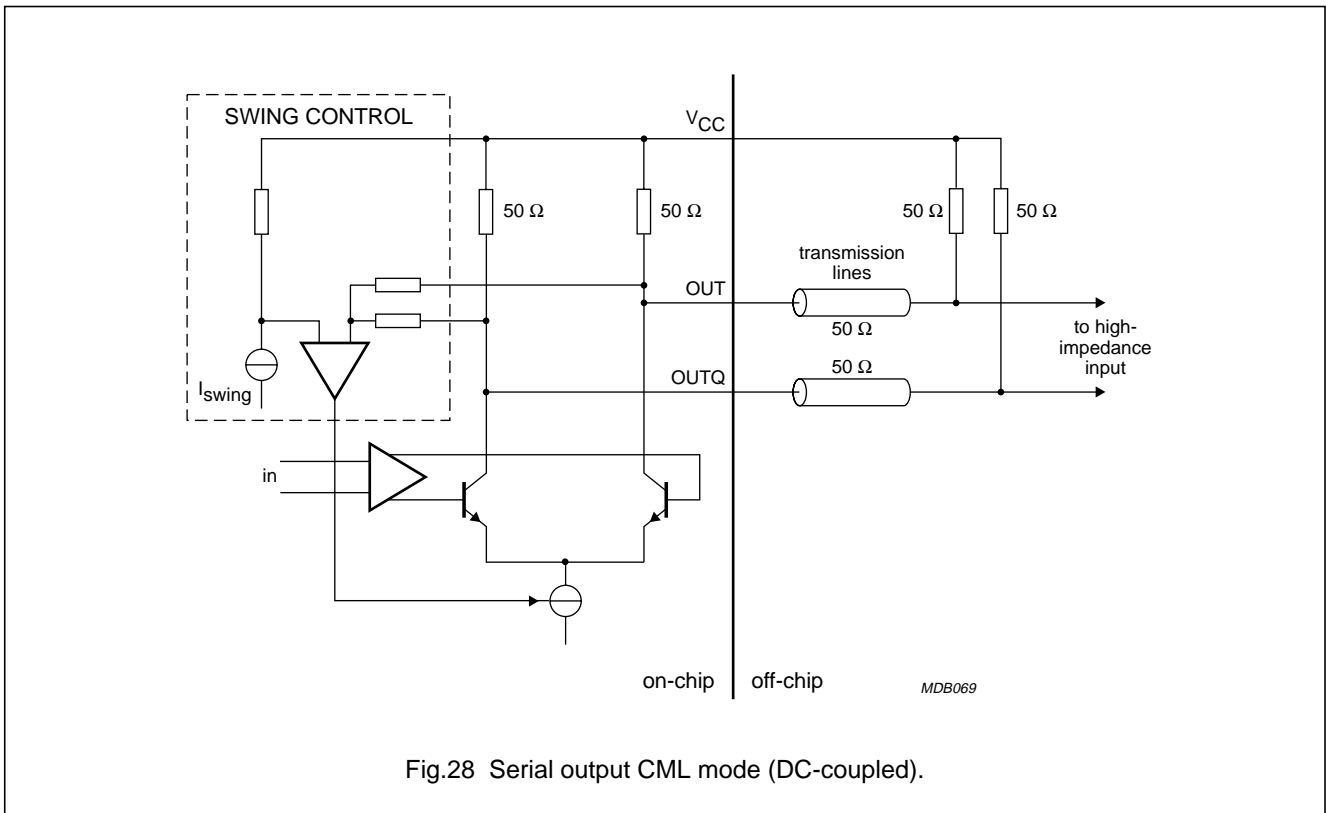 SWING CONTROL
VCC
50 Ω
50 Ω
50 Ω
50 Ω
transmission
lines
OUT
50 Ω
to high-
impedance
input
50 Ω
OUTQ
Iswing
in
on-chip
off-chip
MDB069
Fig.28 Serial output CML mode (DC-coupled).